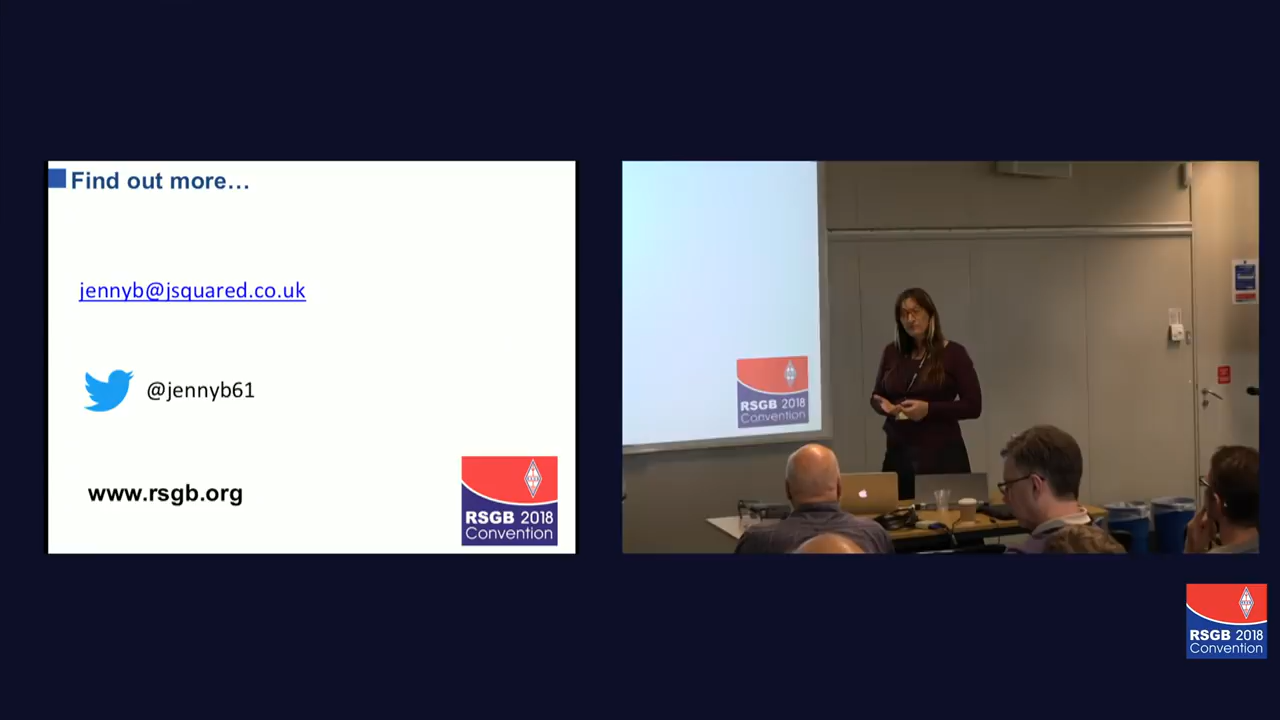 Find out more...
jennyb@jsquared.co.uk
@jennyb61
www.rsgb.org
RSGB 2018
Convention
RSGB 2018
Convention
RSGB 2018
Convention